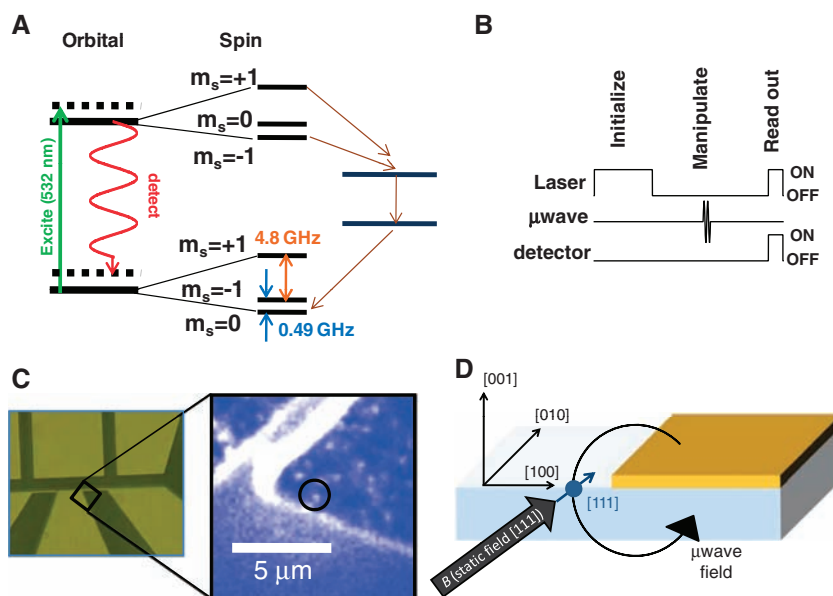 A
Orbital
Spin
m_s=+1
m_s=0
m_s=-1
Excite (532 nm)
detect
m_s=+1
4.8 GHz
m_s=-1
m_s=0
0.49 GHz
B
Initialize
Manipulate
Read out
Laser
ON
OFF
μwave
detector
ON
OFF
C
5 μm
D
[001]
[010]
[100]
[111]
B (static field [111])
μwave
field